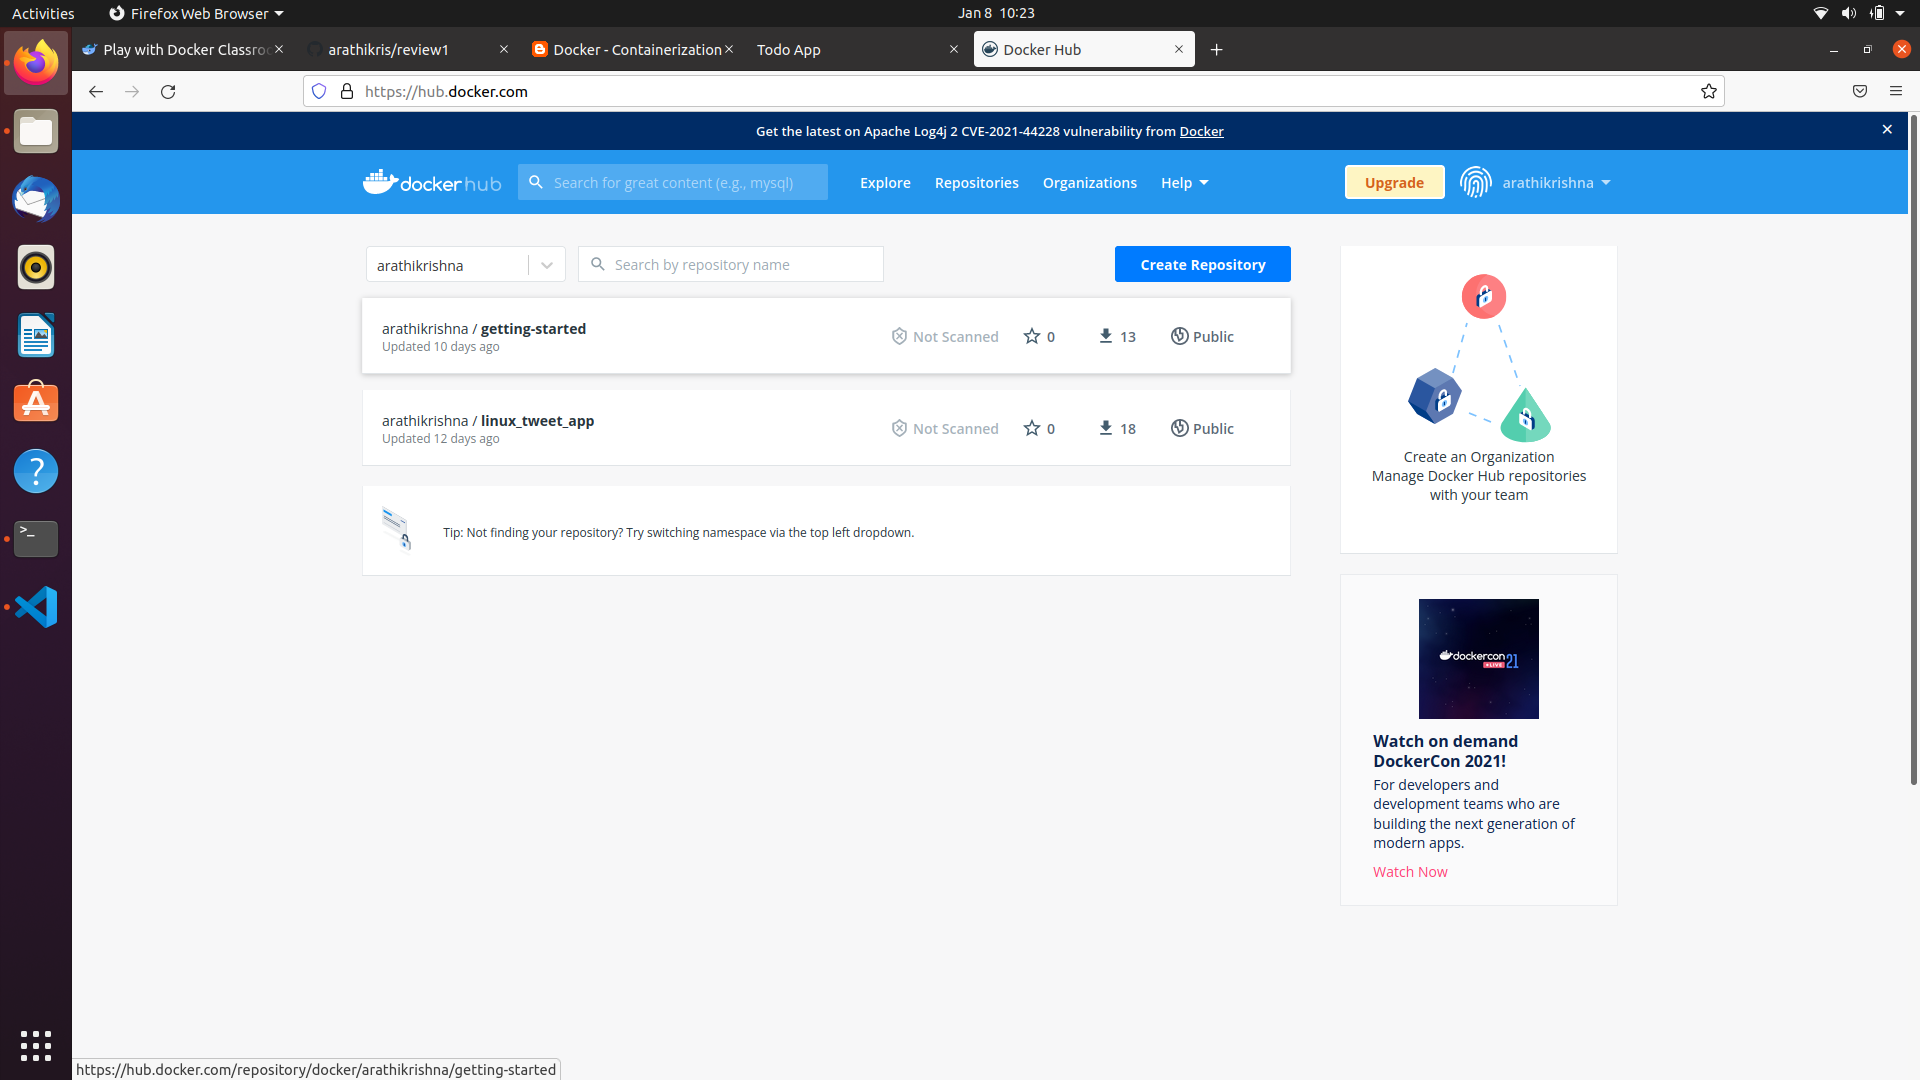 Activities
Firefox Web Browser
Jan 8 10:23
Play with Docker Classroo
arathikris/review1
Docker - Containerization
Todo App
Docker Hub
https://hub.docker.com
Get the latest on Apache Log4j 2 CVE-2021-44228 vulnerability from Docker
dockerhub
Search for great content (e.g., mysql)
Explore
Repositories
Organizations
Help
Upgrade
arathikrishna
arathikrishna
Search by repository name
Create Repository
arathikrishna / getting-started
Updated 10 days ago
Not Scanned
0
13
Public
arathikrishna / linux_tweet_app
Updated 12 days ago
Not Scanned
0
18
Public
Tip: Not finding your repository? Try switching namespace via the top left dropdown.
Create an Organization
Manage Docker Hub repositories
with your team
dockercon
LIVE
21
Watch on demand
DockerCon 2021!
For developers and
development teams who are
building the next generation of
modern apps.
Watch Now
https://hub.docker.com/repository/docker/arathikrishna/getting-started